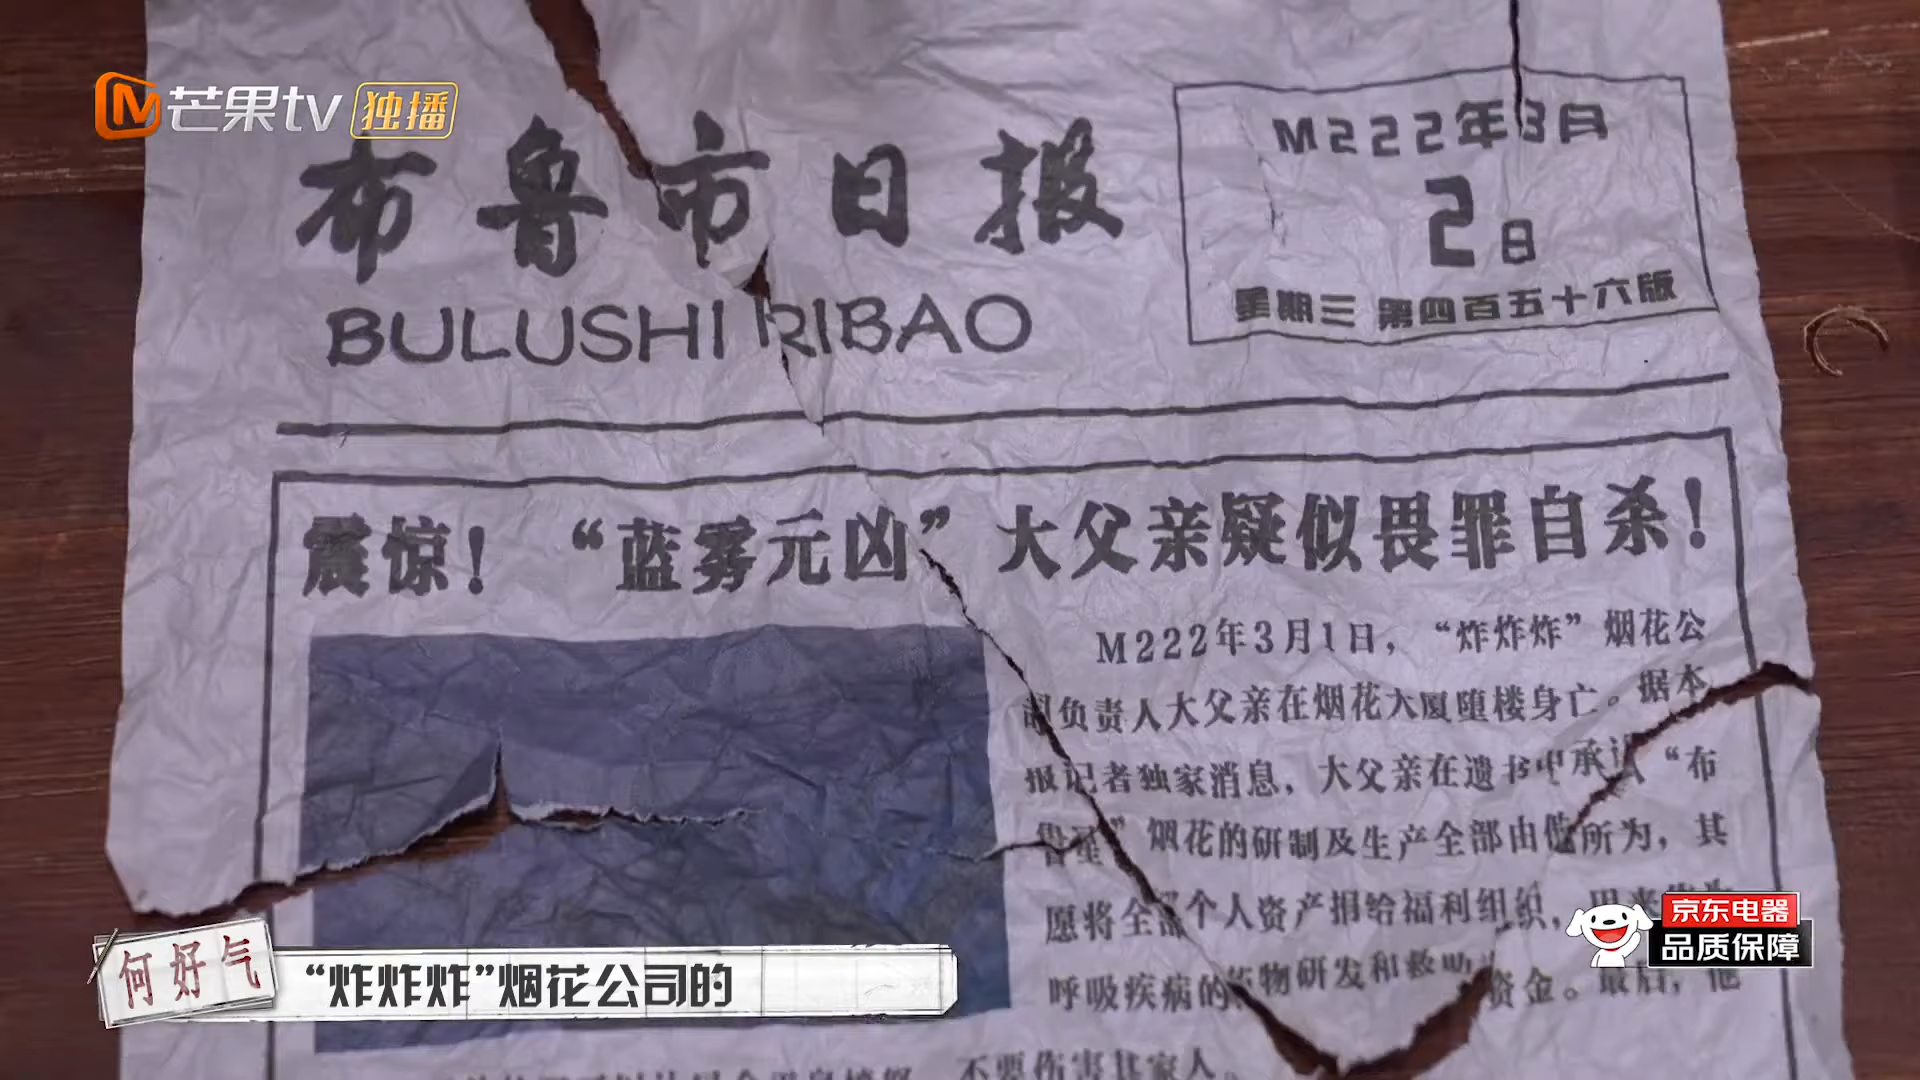 芒果tv 独播
布鲁市日报
BULUSHI RIBAO
M222年3月
2日
星期三 第四百五十六版
震惊！“蓝雾元凶”大父亲疑似畏罪自杀！
M222年3月1日，“炸炸炸”烟花公
司负责人大父亲在烟花大厦堕楼身亡。据本
报记者独家消息，大父亲在遗书中承认“布
鲁星”烟花的研制及生产全部由他所为，其
愿将全部个人资产捐给福利组织，
呼吸疾病的药物研发和救助 资金。最后，他
不要伤害其家人。
何好气
“炸炸炸”烟花公司的
京东电器
品质保障